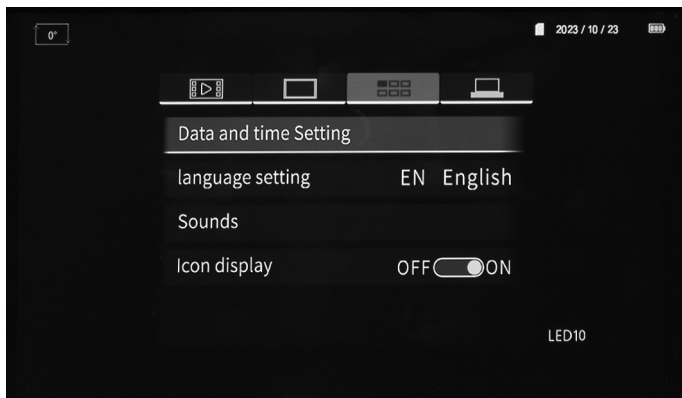 0°
2023 / 10 / 23
Data and time Setting
language setting EN English
Sounds
Icon display OFF ON
LED10